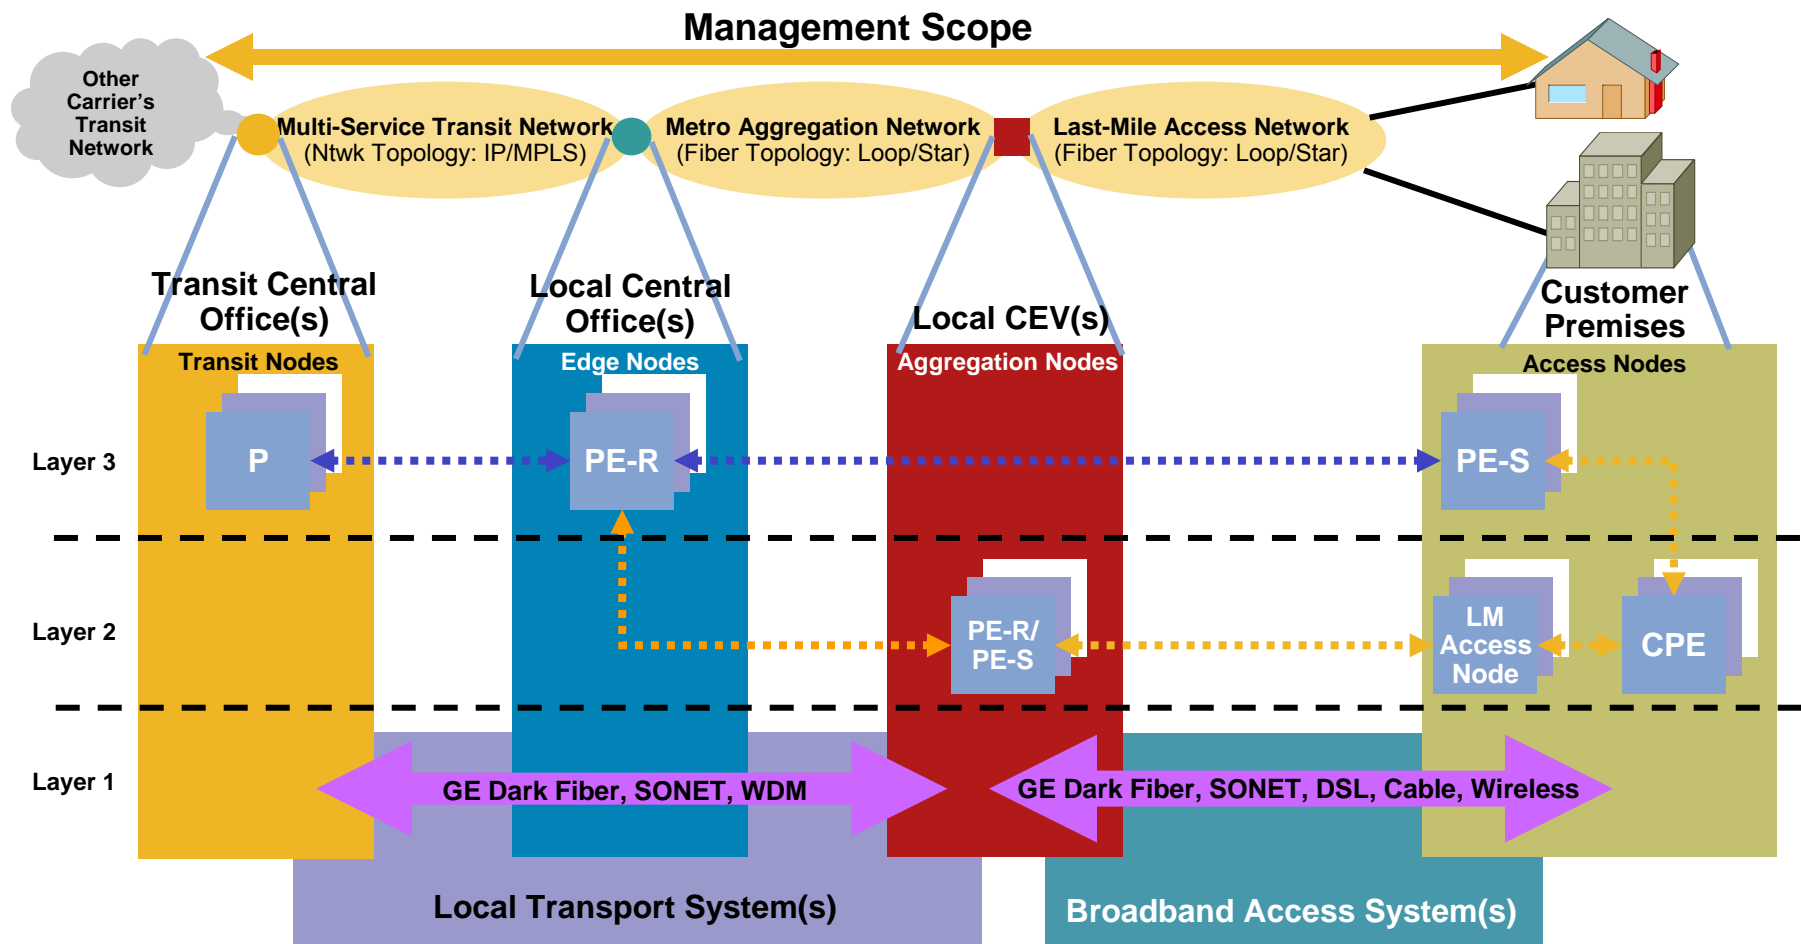 Management Scope
Other
Carrier's
Transit
Network
Multi-Service Transit Network
(Ntwk Topology: IP/MPLS)
Metro Aggregation Network
(Fiber Topology: Loop/Star)
Last-Mile Access Network
(Fiber Topology: Loop/Star)
Transit Central
Office(s)
Local Central
Office(s)
Local CEV(s)
Customer
Premises
Transit Nodes
Edge Nodes
Aggregation Nodes
Access Nodes
Layer 3
P
PE-R
PE-S
Layer 2
PE-R/
PE-S
LM
Access
Node
CPE
Layer 1
GE Dark Fiber, SONET, WDM
GE Dark Fiber, SONET, DSL, Cable, Wireless
Local Transport System(s)
Broadband Access System(s)